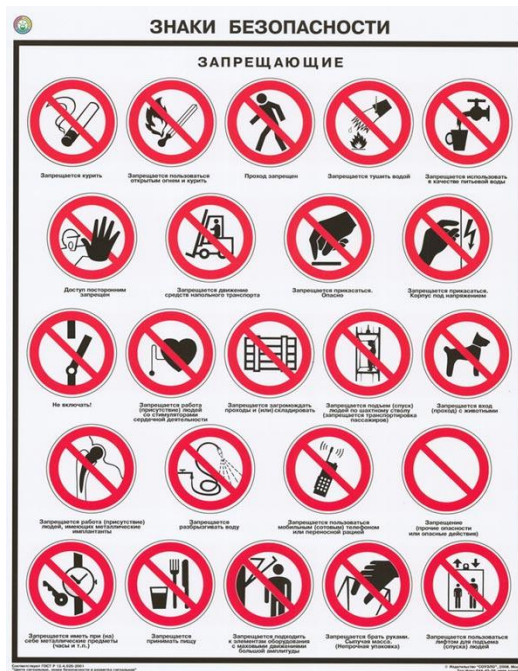 ЗНАКИ БЕЗОПАСНОСТИ
ЗАПРЕЩАЮЩИЕ
Запрещается курить
Запрещается пользоваться
открытым огнем и курить
Проход запрещен
Запрещается тушить водой
Запрещается использовать
в качестве питьевой воды
Доступ посторонним
запрещен
Запрещается движение
средств напольного транспорта
Запрещается прикасаться.
Опасно
Запрещается прикасаться.
Корпус под напряжением
Не включать!
Запрещается работа
(присутствие) людей
со стимуляторами
сердечной деятельности
Запрещается загромождать
проходы и (или) складировать
Запрещается подъем (спуск)
людей по шахтному стволу
(запрещается транспортировка
пассажиров)
Запрещается вход
(проход) с животными
Запрещается работа (присутствие)
людей, имеющих металлические
имплантанты
Запрещается
разбрызгивать воду
Запрещается пользоваться
мобильным (сотовым) телефоном
или переносной рацией
Запрещение
(прочие опасности
или опасные действия)
Запрещается иметь при (на)
себе металлические предметы
(часы и т.п.)
Запрещается
принимать пищу
Запрещается подходить
к элементам оборудования
с маховыми движениями
большой амплитуды
Запрещается брать руками.
Сыпучая масса.
(Непрочная упаковка)
Запрещается пользоваться
лифтом для подъема
(спуска) людей